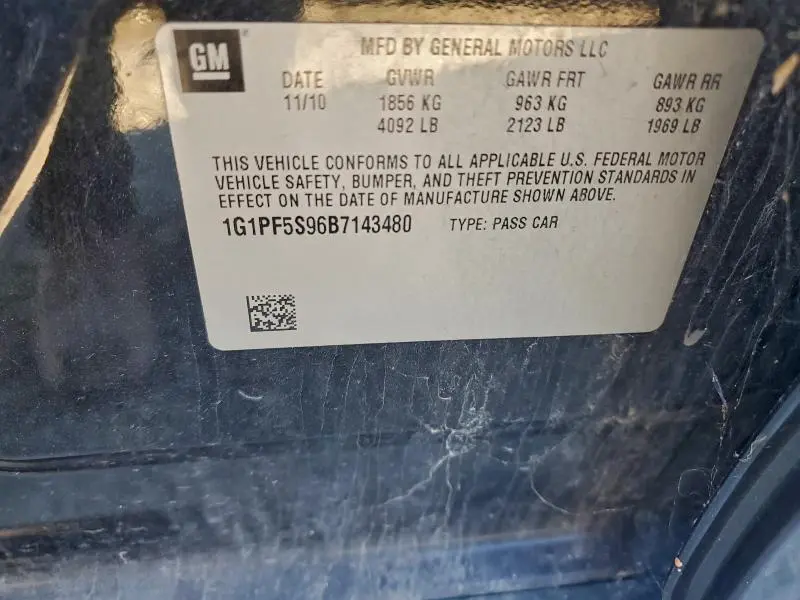 GM
MFD BY GENERAL MOTORS LLC
DATE GVWR GAWR FRT GAWR RR
11/10 1856 KG 963 KG 893 KG
4092 LB 2123 LB 1969 LB
THIS VEHICLE CONFORMS TO ALL APPLICABLE U.S. FEDERAL MOTOR
VEHICLE SAFETY, BUMPER, AND THEFT PREVENTION STANDARDS IN
EFFECT ON THE DATE OF MANUFACTURE SHOWN ABOVE.
1G1PF5S96B7143480 TYPE: PASS CAR